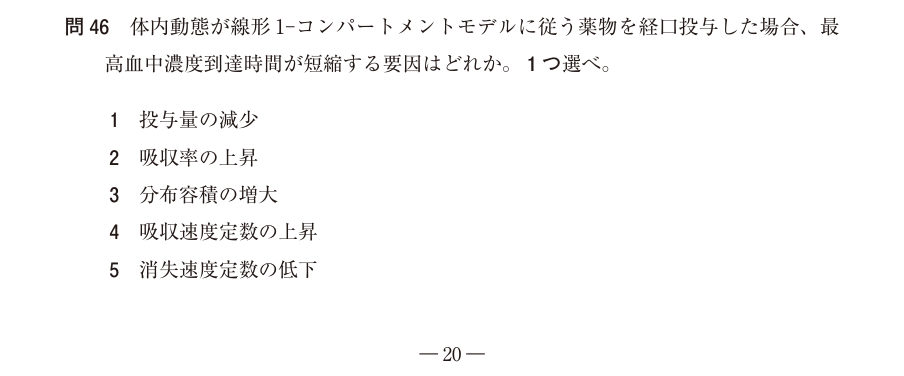 問 46　体内動態が線形 1−コンパートメントモデルに従う薬物を経口投与した場合、最
高血中濃度到達時間が短縮する要因はどれか。1つ選べ。
1　投与量の減少
2　吸収率の上昇
3　分布容積の増大
4　吸収速度定数の上昇
5　消失速度定数の低下
― 20 ―